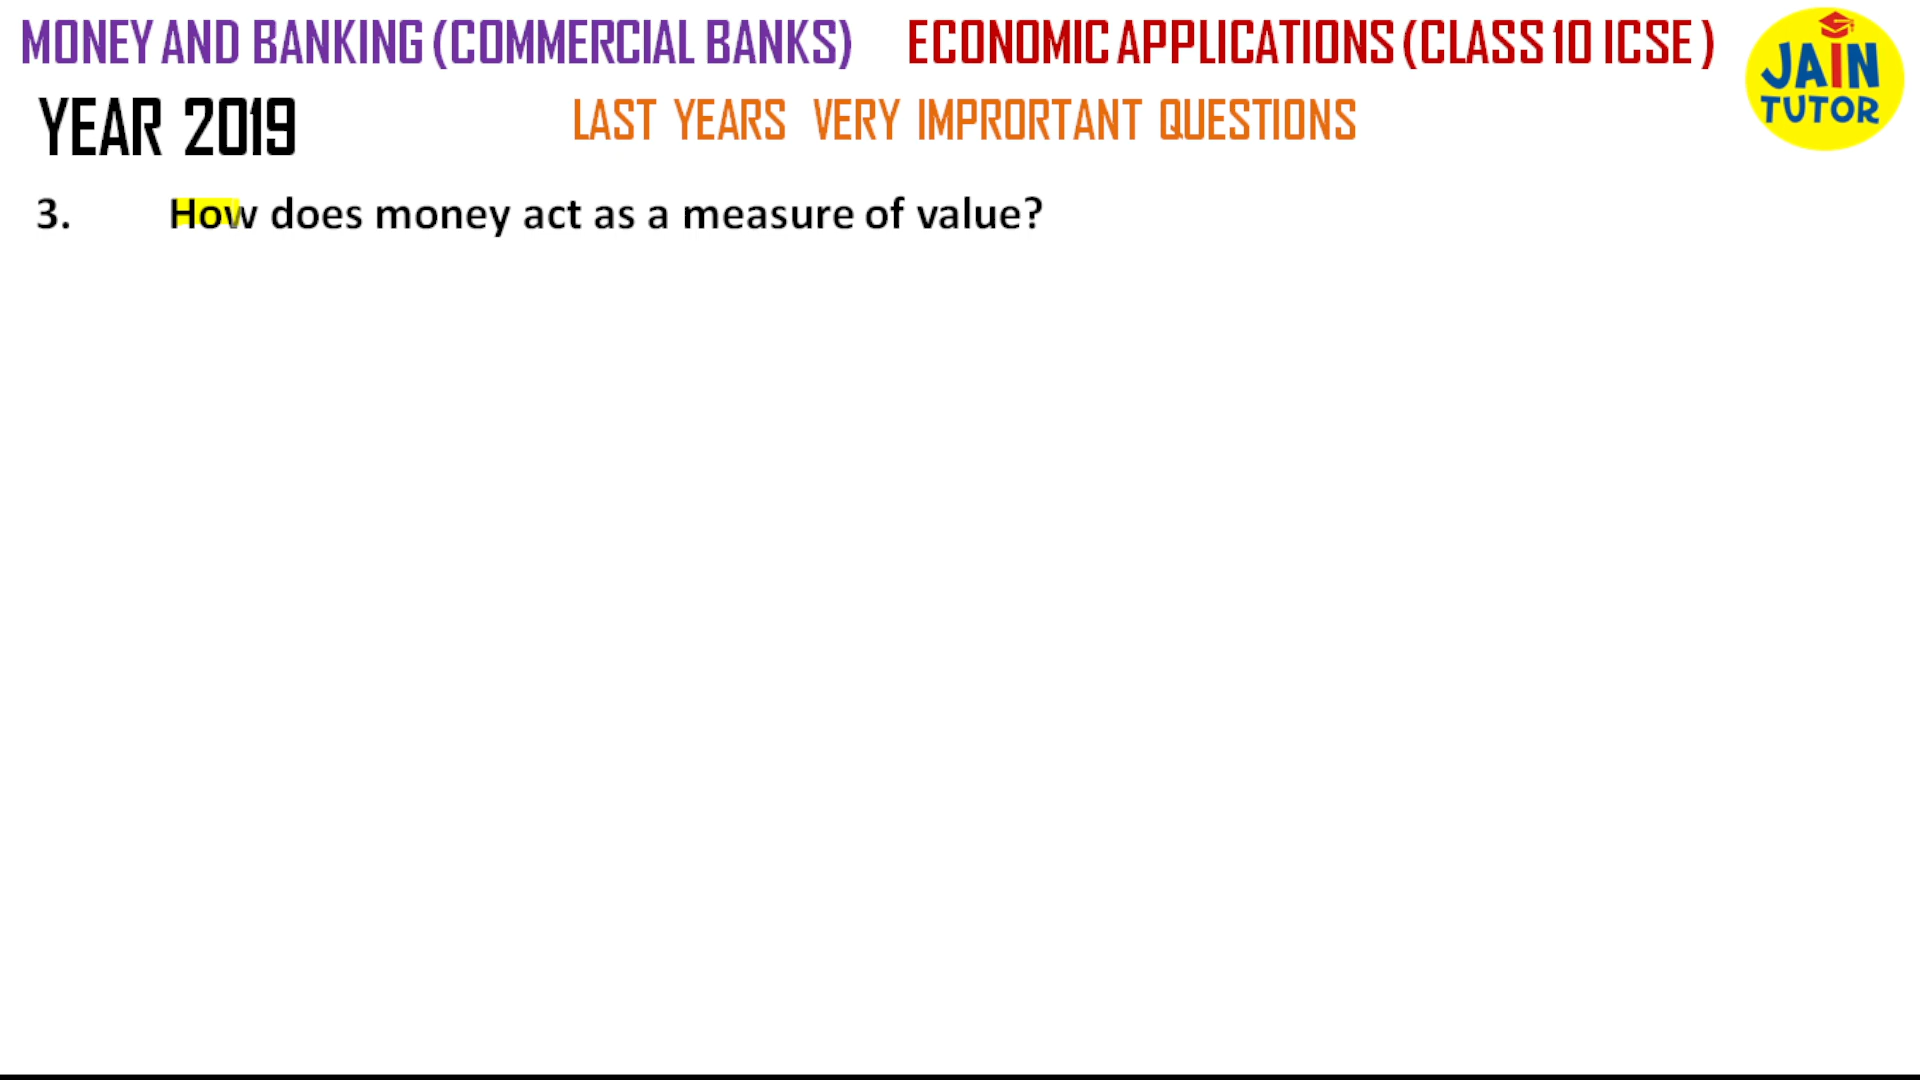 MONEY AND BANKING (COMMERCIAL BANKS) ECONOMIC APPLICATIONS (CLASS 10 ICSE )
JAIN
TUTOR
YEAR 2019
LAST YEARS VERY IMPRORTANT QUESTIONS
3. How does money act as a measure of value?